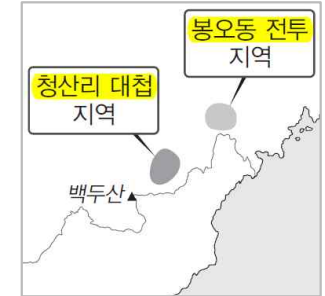 봉오동 전투
지역
청산리 대첩
지역
백두산▲